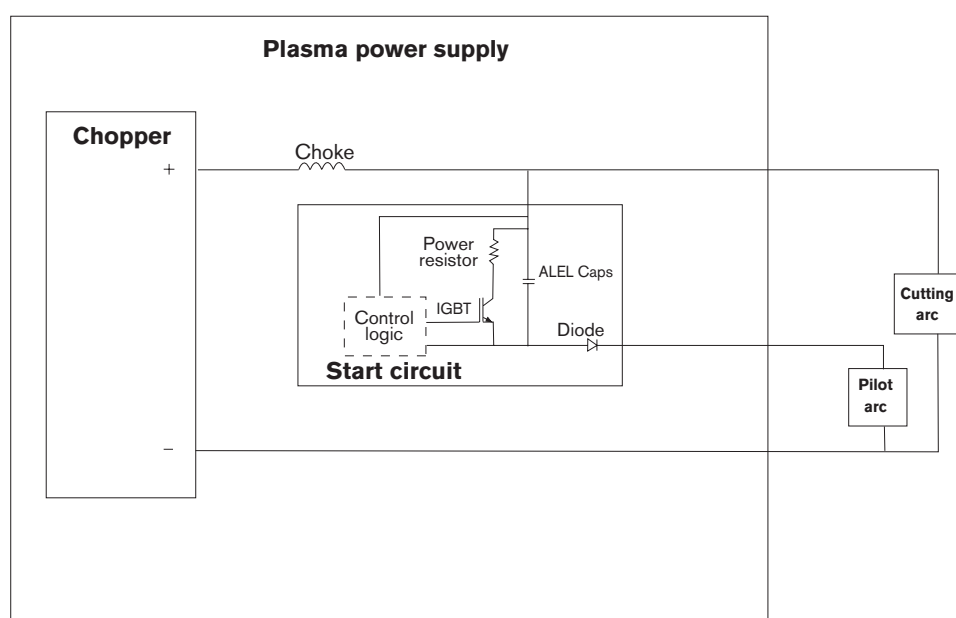 Plasma power supply
Chopper
+
Choke
Power
resistor
ALEL Caps
IGBT
Control
logic
Diode
Start circuit
Cutting
arc
Pilot
arc
−